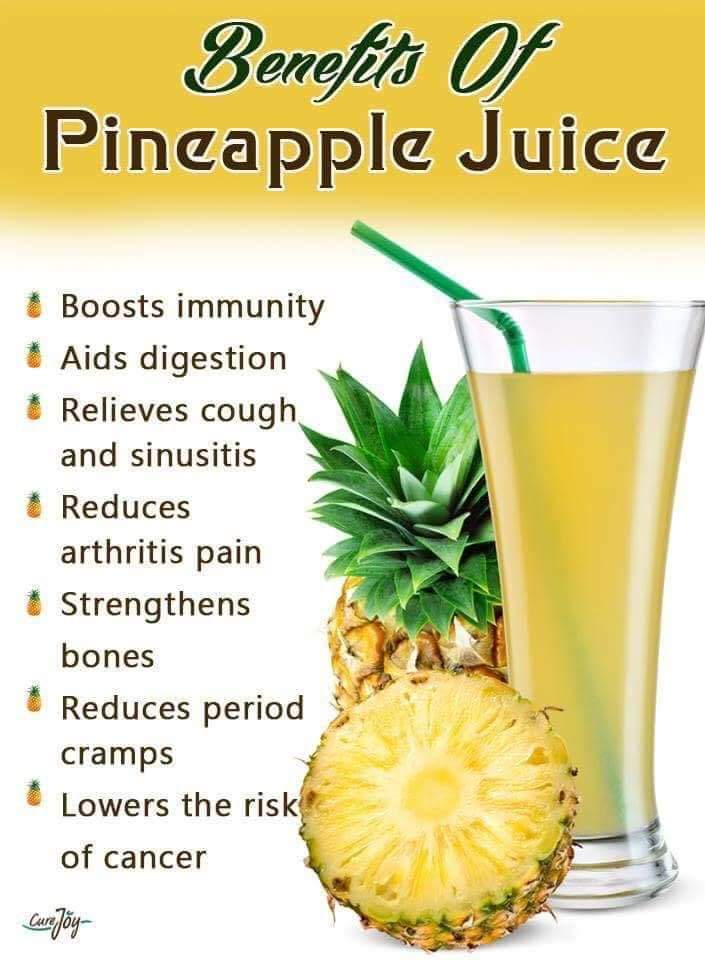 Benefits Of
Pineapple Juice
Boosts immunity
Aids digestion
Relieves cough
and sinusitis
Reduces
arthritis pain
Strengthens
bones
Reduces period
cramps
Lowers the risk
of cancer
CureJoy